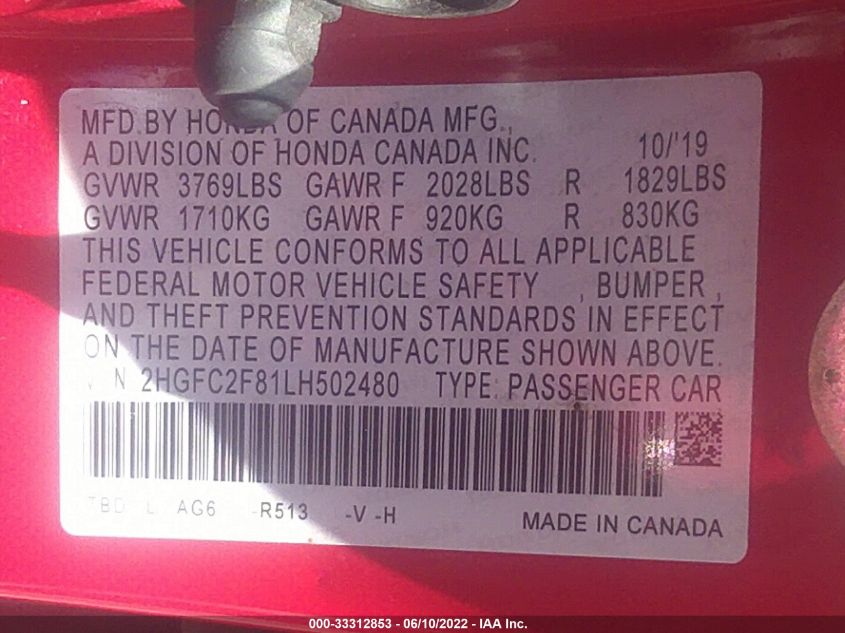 MFD.BY HONDA OF CANADA MFG.,
A DIVISION OF HONDA CANADA INC. 10/'19
GVWR 3769LBS GAWR F 2028LBS R 1829LBS
GVWR 1710KG GAWR F 920KG R 830KG
THIS VEHICLE CONFORMS TO ALL APPLICABLE
FEDERAL MOTOR VEHICLE SAFETY , BUMPER ,
AND THEFT PREVENTION STANDARDS IN EFFECT
ON THE DATE OF MANUFACTURE SHOWN ABOVE.
V N 2HGFC2F81LH502480 TYPE: PASSENGER CAR
TBD L AG6 -R513 -V -H
MADE IN CANADA
000-33312853 - 06/10/2022 - IAA Inc.